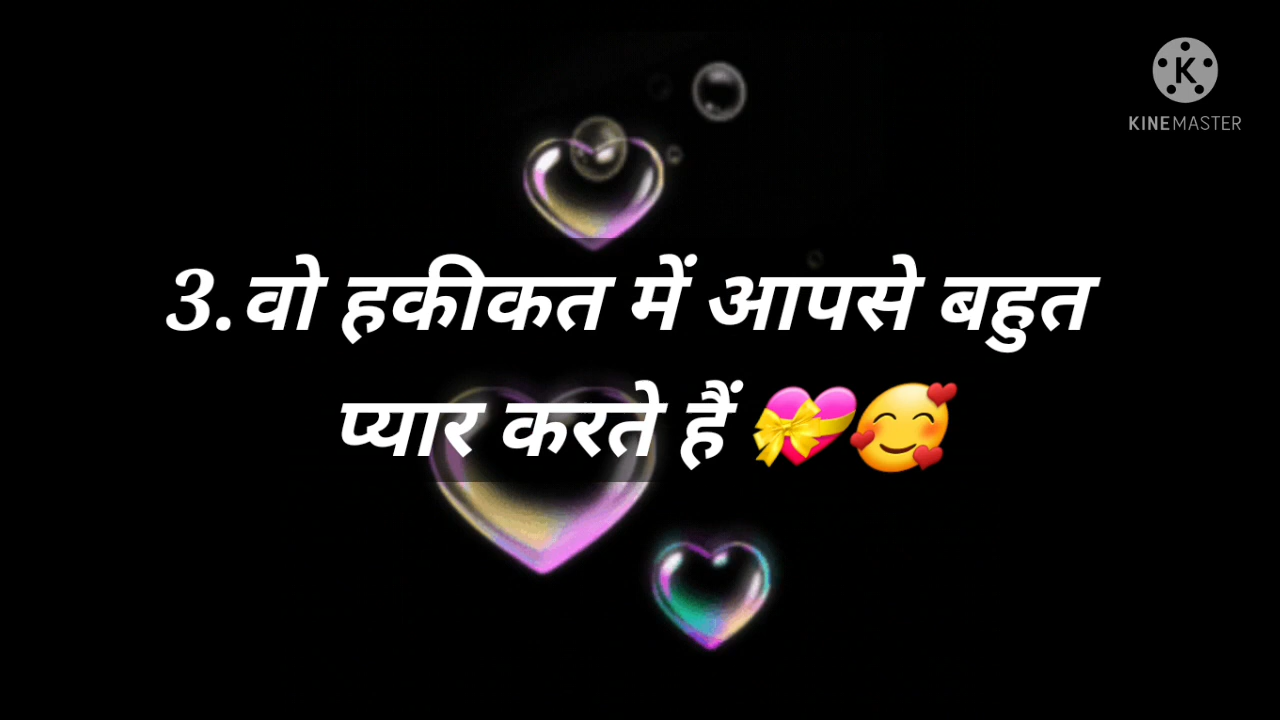 KINEMASTER
3.वो हकीकत में आपसे बहुत
प्यार करते हैं 💝🥰